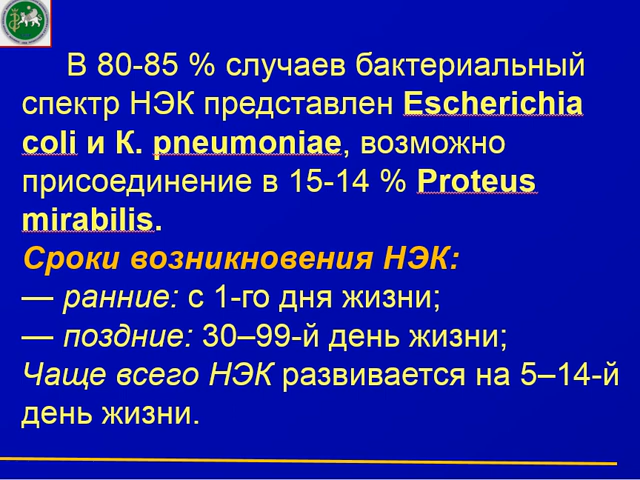 В 80-85 % случаев бактериальный
спектр НЭК представлен Escherichia
coli и К. pneumoniae, возможно
присоединение в 15-14 % Proteus
mirabilis.
Сроки возникновения НЭК:
— ранние: с 1-го дня жизни;
— поздние: 30–99-й день жизни;
Чаще всего НЭК развивается на 5–14-й
день жизни.